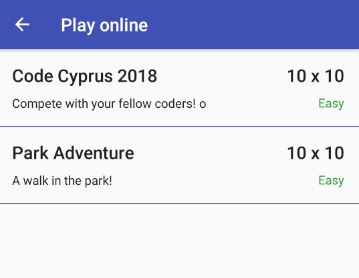 Play online
Code Cyprus 2018 10 x 10
Compete with your fellow coders! o Easy
Park Adventure 10 x 10
A walk in the park! Easy